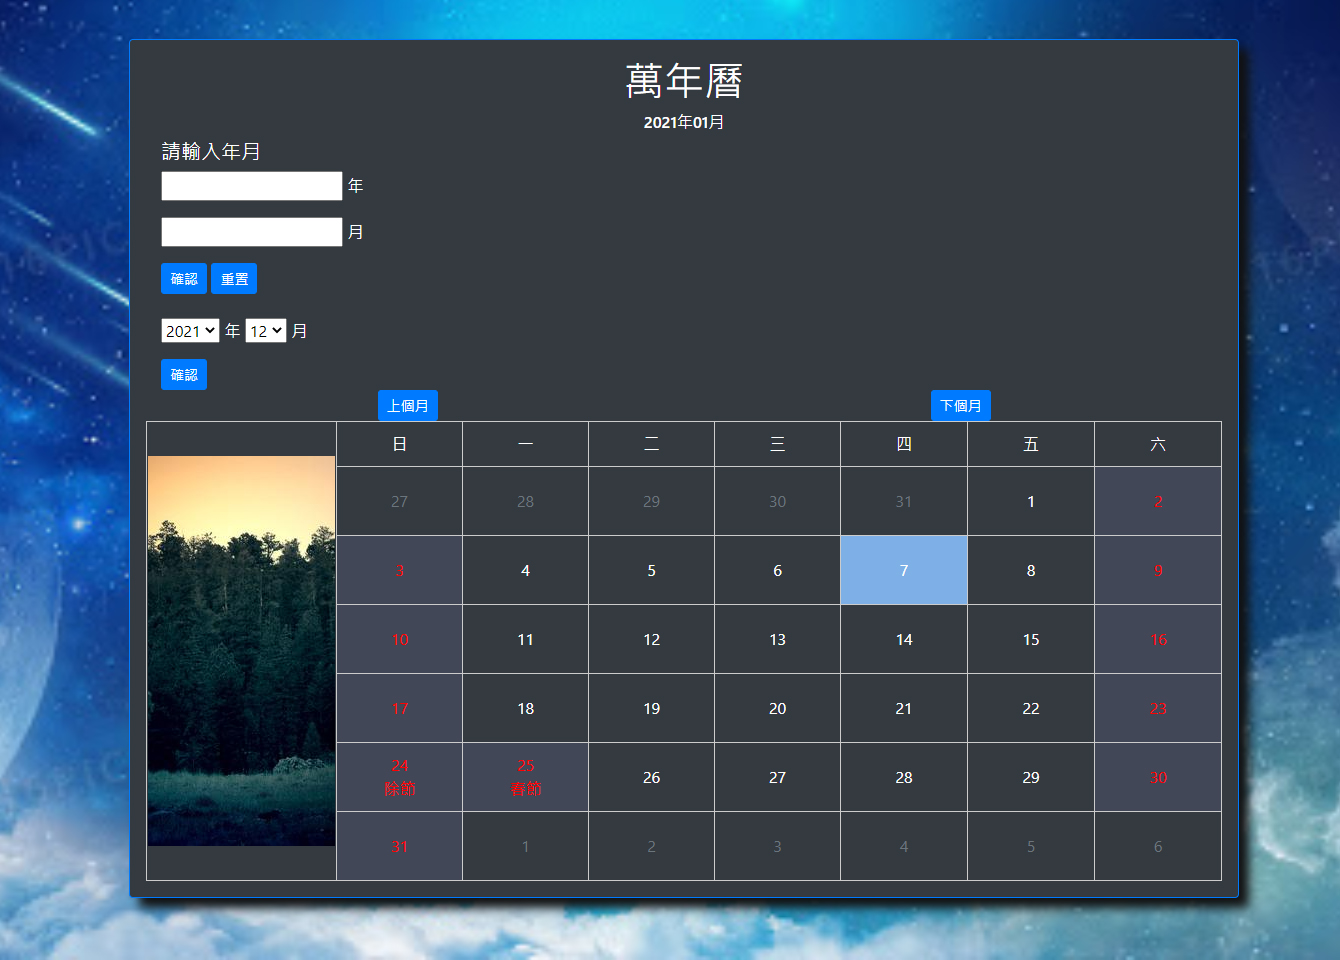 萬年曆
2021年01月
請輸入年月
年
月
確認 重置
2021 年 12 月
確認
上個月 下個月
日 一 二 三 四 五 六
27 28 29 30 31 1 2
3 4 5 6 7 8 9
10 11 12 13 14 15 16
17 18 19 20 21 22 23
24 25 26 27 28 29 30
除節 春節
31 1 2 3 4 5 6